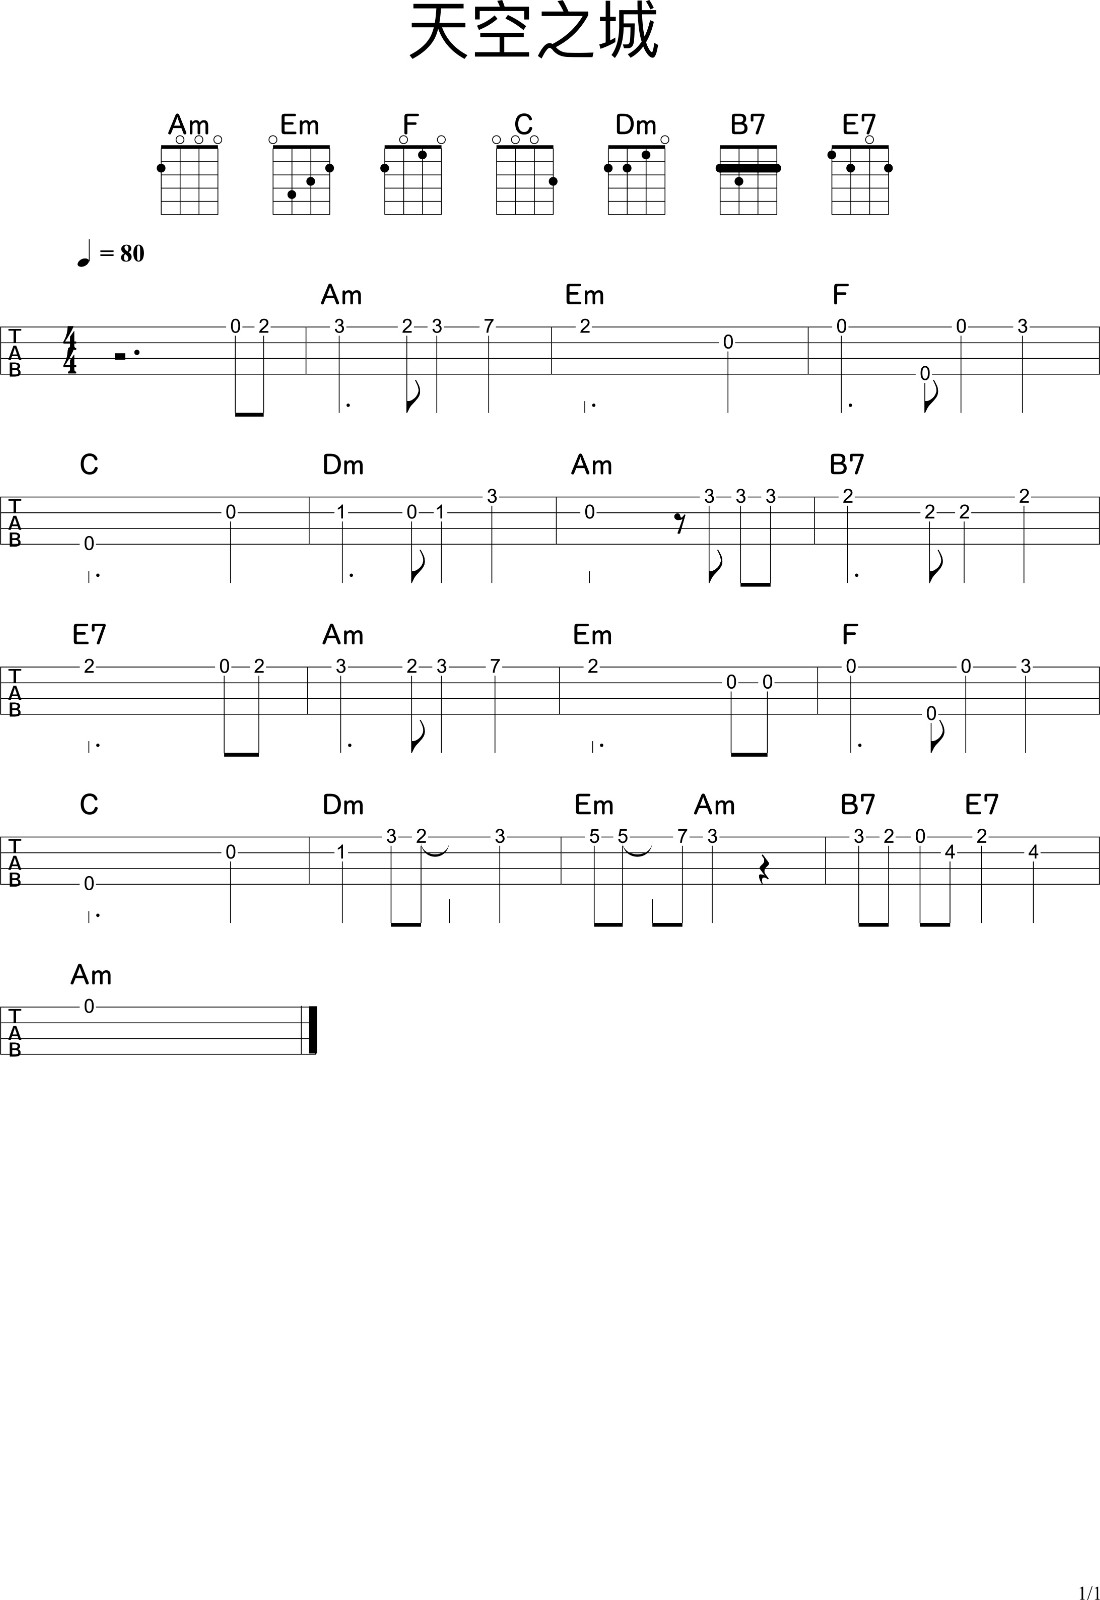 天空之城
Am Em F C Dm B7 E7
= 80
Am Em F
T A B 4 4 0 2 3 2 3 7 2 0 0 0 0 3
C Dm Am B7
T A B 0 0 1 0 1 3 0 3 3 3 2 2 2 2
E7 Am Em F
T A B 2 0 2 3 2 3 7 2 0 0 0 0 0 3
C Dm Em Am B7 E7
T A B 0 0 1 3 2 3 5 5 7 3 3 2 0 4 2 4
Am
T A B 0
1/1